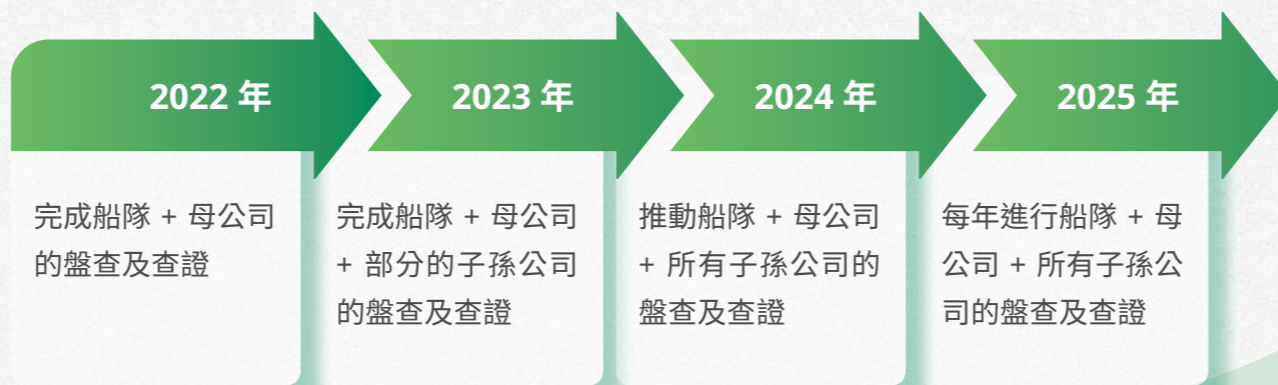 2022 年
完成船隊 + 母公司
的盤查及查證
2023 年
完成船隊 + 母公司
+ 部分的子孫公司
的盤查及查證
2024 年
推動船隊 + 母公司
+ 所有子孫公司的
盤查及查證
2025 年
每年進行船隊 + 母
公司 + 所有子孫公
司的盤查及查證